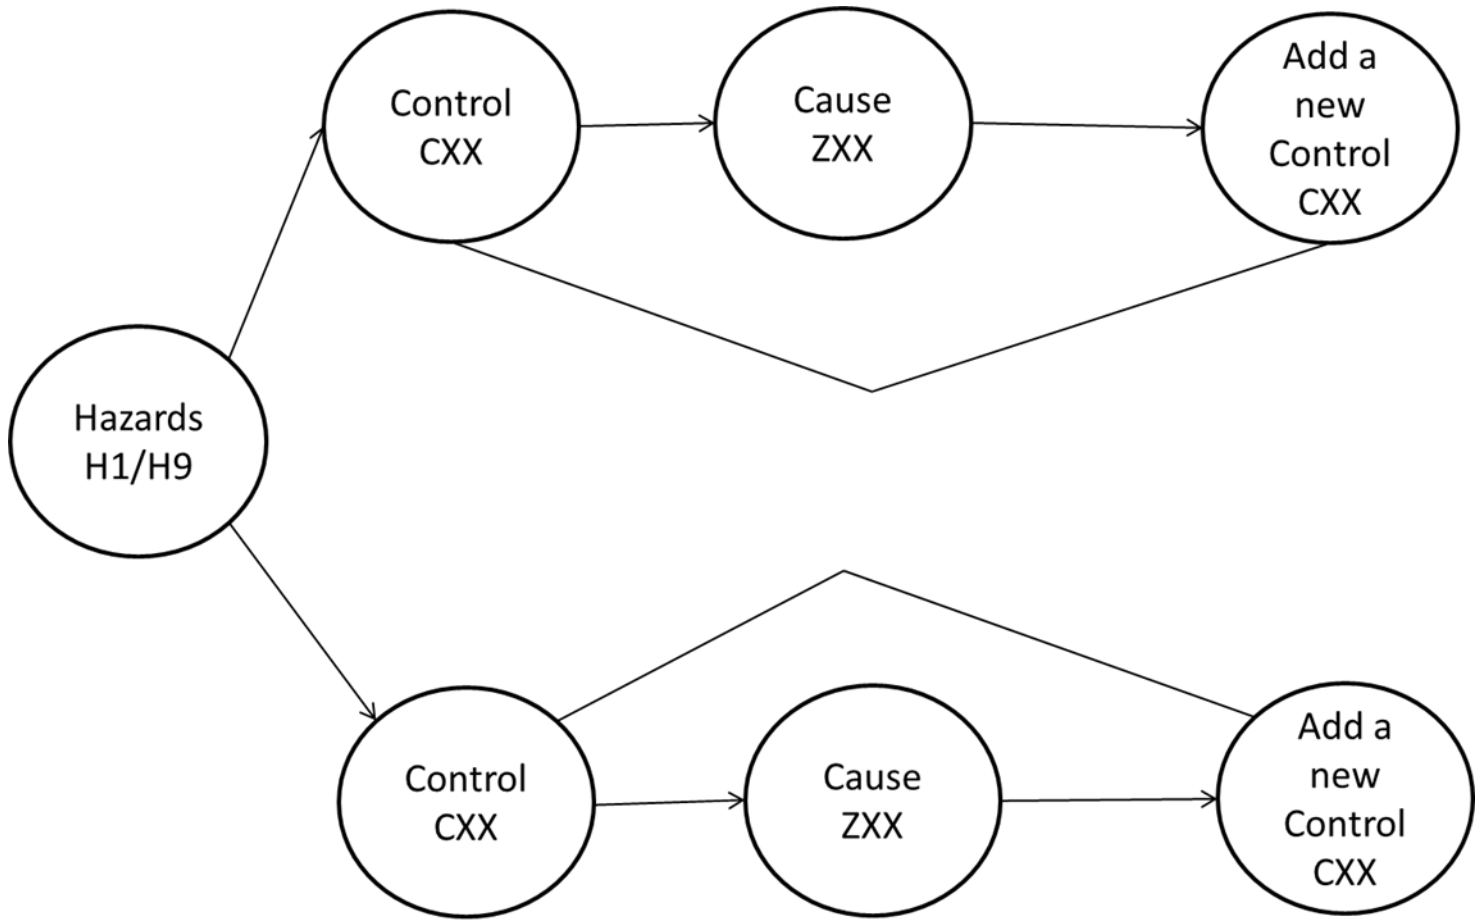 Control
CXX
Cause
ZXX
Add a
new
Control
CXX
Hazards
H1/H9
Control
CXX
Cause
ZXX
Add a
new
Control
CXX